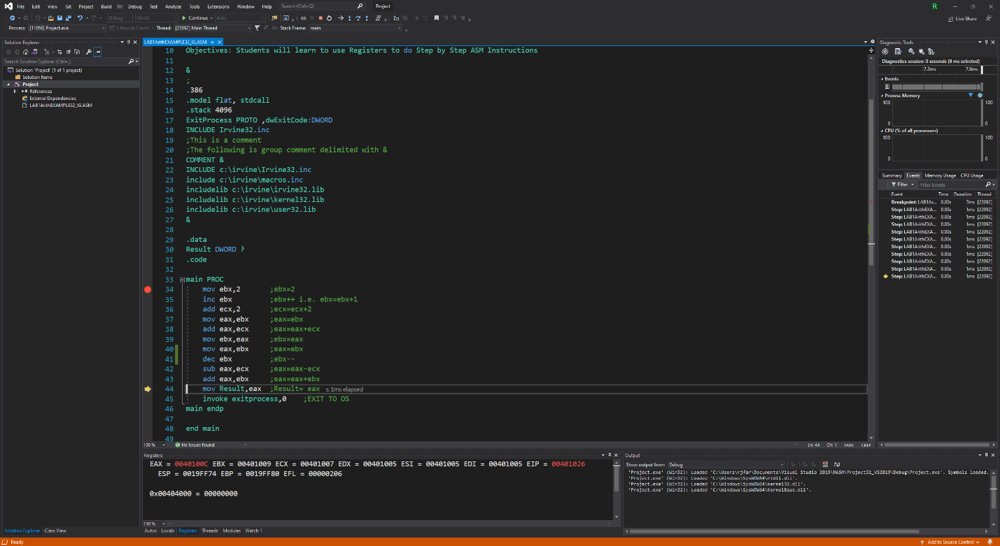 File Edit View Git Project Build Debug Test Analyze Tools Extensions Window Help Search (Ctrl+Q) Project R
Debug Win32 Continue Auto Live Share
Process: [11056] Project.exe Lifecycle Events Thread: [22092] Main Thread Stack Frame: main
Solution Explorer
Search Solution Explorer (Ctrl+;)
Solution 'Project' (1 of 1 project)
Solution Items
Project
References
External Dependencies
LAB1ArithEXAMPLE32_IG.ASM
LAB1ArithEXAMPLE32_IG.ASM
10 Objectives: Students will learn to use Registers to do Step by Step ASM Instructions
11
12 &
13 ;
14 .386
15 .model flat, stdcall
16 .stack 4096
17 ExitProcess PROTO ,dwExitCode:DWORD
18 INCLUDE Irvine32.inc
19 ;This is a comment
20 ;The following is group comment delimited with &
21 COMMENT &
22 INCLUDE c:\irvine\Irvine32.inc
23 include c:\irvine\macros.inc
24 includelib c:\irvine\irvine32.lib
25 includelib c:\irvine\kernel32.lib
26 includelib c:\irvine\user32.lib
27 &
28
29 .data
30 Result DWORD ?
31 .code
32
33 main PROC
34 mov ebx,2 ;ebx=2
35 inc ebx ;ebx++ i.e. ebx=ebx+1
36 add ecx,2 ;ecx=ecx+2
37 mov eax,ebx ;eax=ebx
38 add eax,ecx ;eax=eax+ecx
39 mov ebx,eax ;ebx=eax
40 mov eax,ebx ;eax=ebx
41 dec ebx ;ebx--
42 sub eax,ecx ;eax=eax-ecx
43 add eax,ebx ;eax=eax+ebx
44 mov Result,eax ;Result= eax ≤ 1ms elapsed
45 invoke exitprocess,0 ;EXIT TO OS
46 main endp
47
48 end main
49
150 % No issues found Ln: 44 Ch: 1 TABS CRLF
Diagnostic Tools
Diagnostics session: 0 seconds (8 ms selected)
7.2ms 7.6ms
Events
Process Memory
100 100
0 0
CPU (% of all processors)
100 100
0 0
Summary Events Memory Usage CPU Usage
Filter Filter Events
Event Time Duration Thread
Breakpoint: LAB1Ar... 0.00s 7ms [22092]
Step: LAB1ArithEXA... 0.00s 1ms [22092]
Step: LAB1ArithEXA... 0.00s 1ms [22092]
Step: LAB1ArithEXA... 0.00s 1ms [22092]
Step: LAB1ArithEXA... 0.00s 1ms [22092]
Step: LAB1ArithEXA... 0.00s 1ms [22092]
Step: LAB1ArithEXA... 0.00s 1ms [22092]
Step: LAB1ArithEXA... 0.00s 1ms [22092]
Step: LAB1ArithEXA... 0.00s 1ms [22092]
Step: LAB1ArithEXA... 0.00s 1ms [22092]
Step: LAB1ArithEXA... 0.00s 1ms [22092]
Registers
EAX = 0040100C EBX = 00401009 ECX = 00401007 EDX = 00401005 ESI = 00401005 EDI = 00401005 EIP = 00401026
ESP = 0019FF74 EBP = 0019FF80 EFL = 00000206
0x00404000 = 00000000
150 %
Autos Locals Registers Threads Modules Watch 1
Output
Show output from: Debug
'Project.exe' (Win32): Loaded 'C:\Users\rjfar\Documents\Visual Studio 2019\MASM\Project32_VS2019\Debug\Project.exe'. Symbols loaded.
'Project.exe' (Win32): Loaded 'C:\Windows\SysWOW64\ntdll.dll'.
'Project.exe' (Win32): Loaded 'C:\Windows\SysWOW64\kernel32.dll'.
'Project.exe' (Win32): Loaded 'C:\Windows\SysWOW64\KernelBase.dll'.
Solution Explorer Class View
Ready Add to Source Control